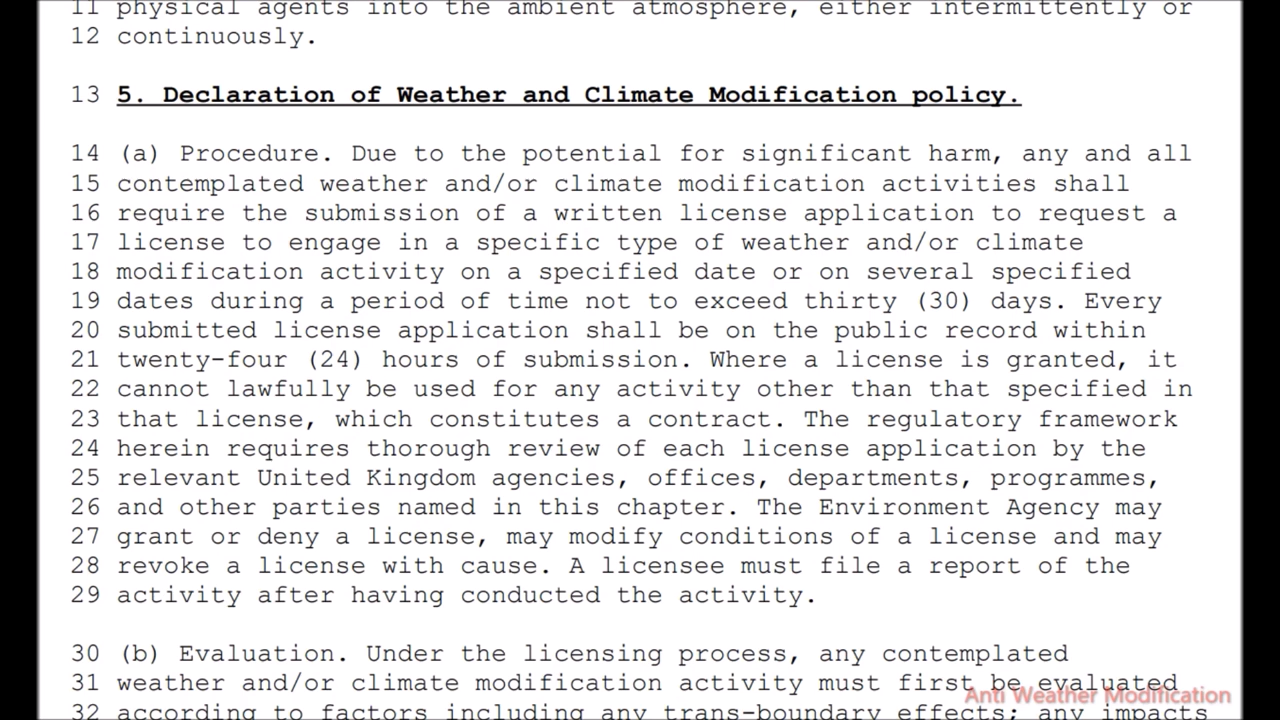 11 physical agents into the ambient atmosphere, either intermittently or
12 continuously.
13 5. Declaration of Weather and Climate Modification policy.
14 (a) Procedure. Due to the potential for significant harm, any and all
15 contemplated weather and/or climate modification activities shall
16 require the submission of a written license application to request a
17 license to engage in a specific type of weather and/or climate
18 modification activity on a specified date or on several specified
19 dates during a period of time not to exceed thirty (30) days. Every
20 submitted license application shall be on the public record within
21 twenty-four (24) hours of submission. Where a license is granted, it
22 cannot lawfully be used for any activity other than that specified in
23 that license, which constitutes a contract. The regulatory framework
24 herein requires thorough review of each license application by the
25 relevant United Kingdom agencies, offices, departments, programmes,
26 and other parties named in this chapter. The Environment Agency may
27 grant or deny a license, may modify conditions of a license and may
28 revoke a license with cause. A licensee must file a report of the
29 activity after having conducted the activity.
30 (b) Evaluation. Under the licensing process, any contemplated
31 weather and/or climate modification activity must first be evaluated
Anti Weather Modification
32 according to factors including any trans-boundary effects; any impacts